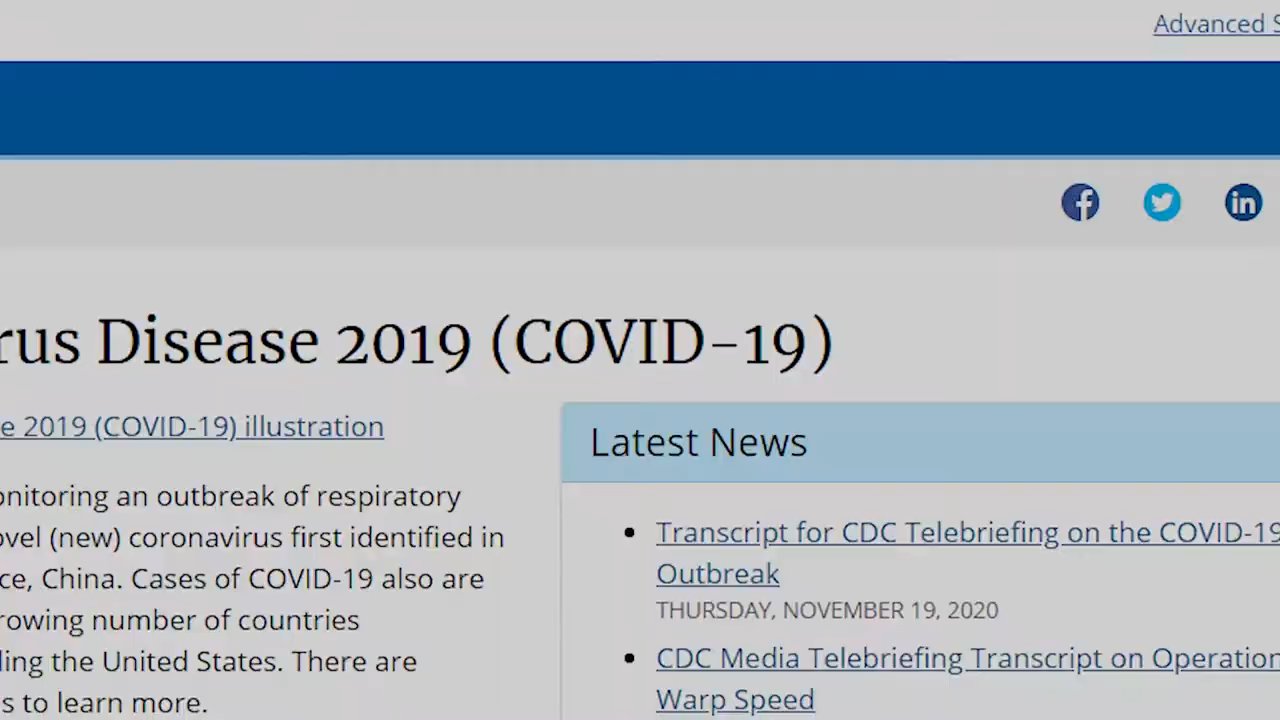 Advanced
rus Disease 2019 (COVID-19)
e 2019 (COVID-19) illustration
onitoring an outbreak of respiratory
ovel (new) coronavirus first identified in
ce, China. Cases of COVID-19 also are
rowing number of countries
ding the United States. There are
s to learn more.
Latest News
Transcript for CDC Telebriefing on the COVID-19
Outbreak
THURSDAY, NOVEMBER 19, 2020
CDC Media Telebriefing Transcript on Operation
Warp Speed